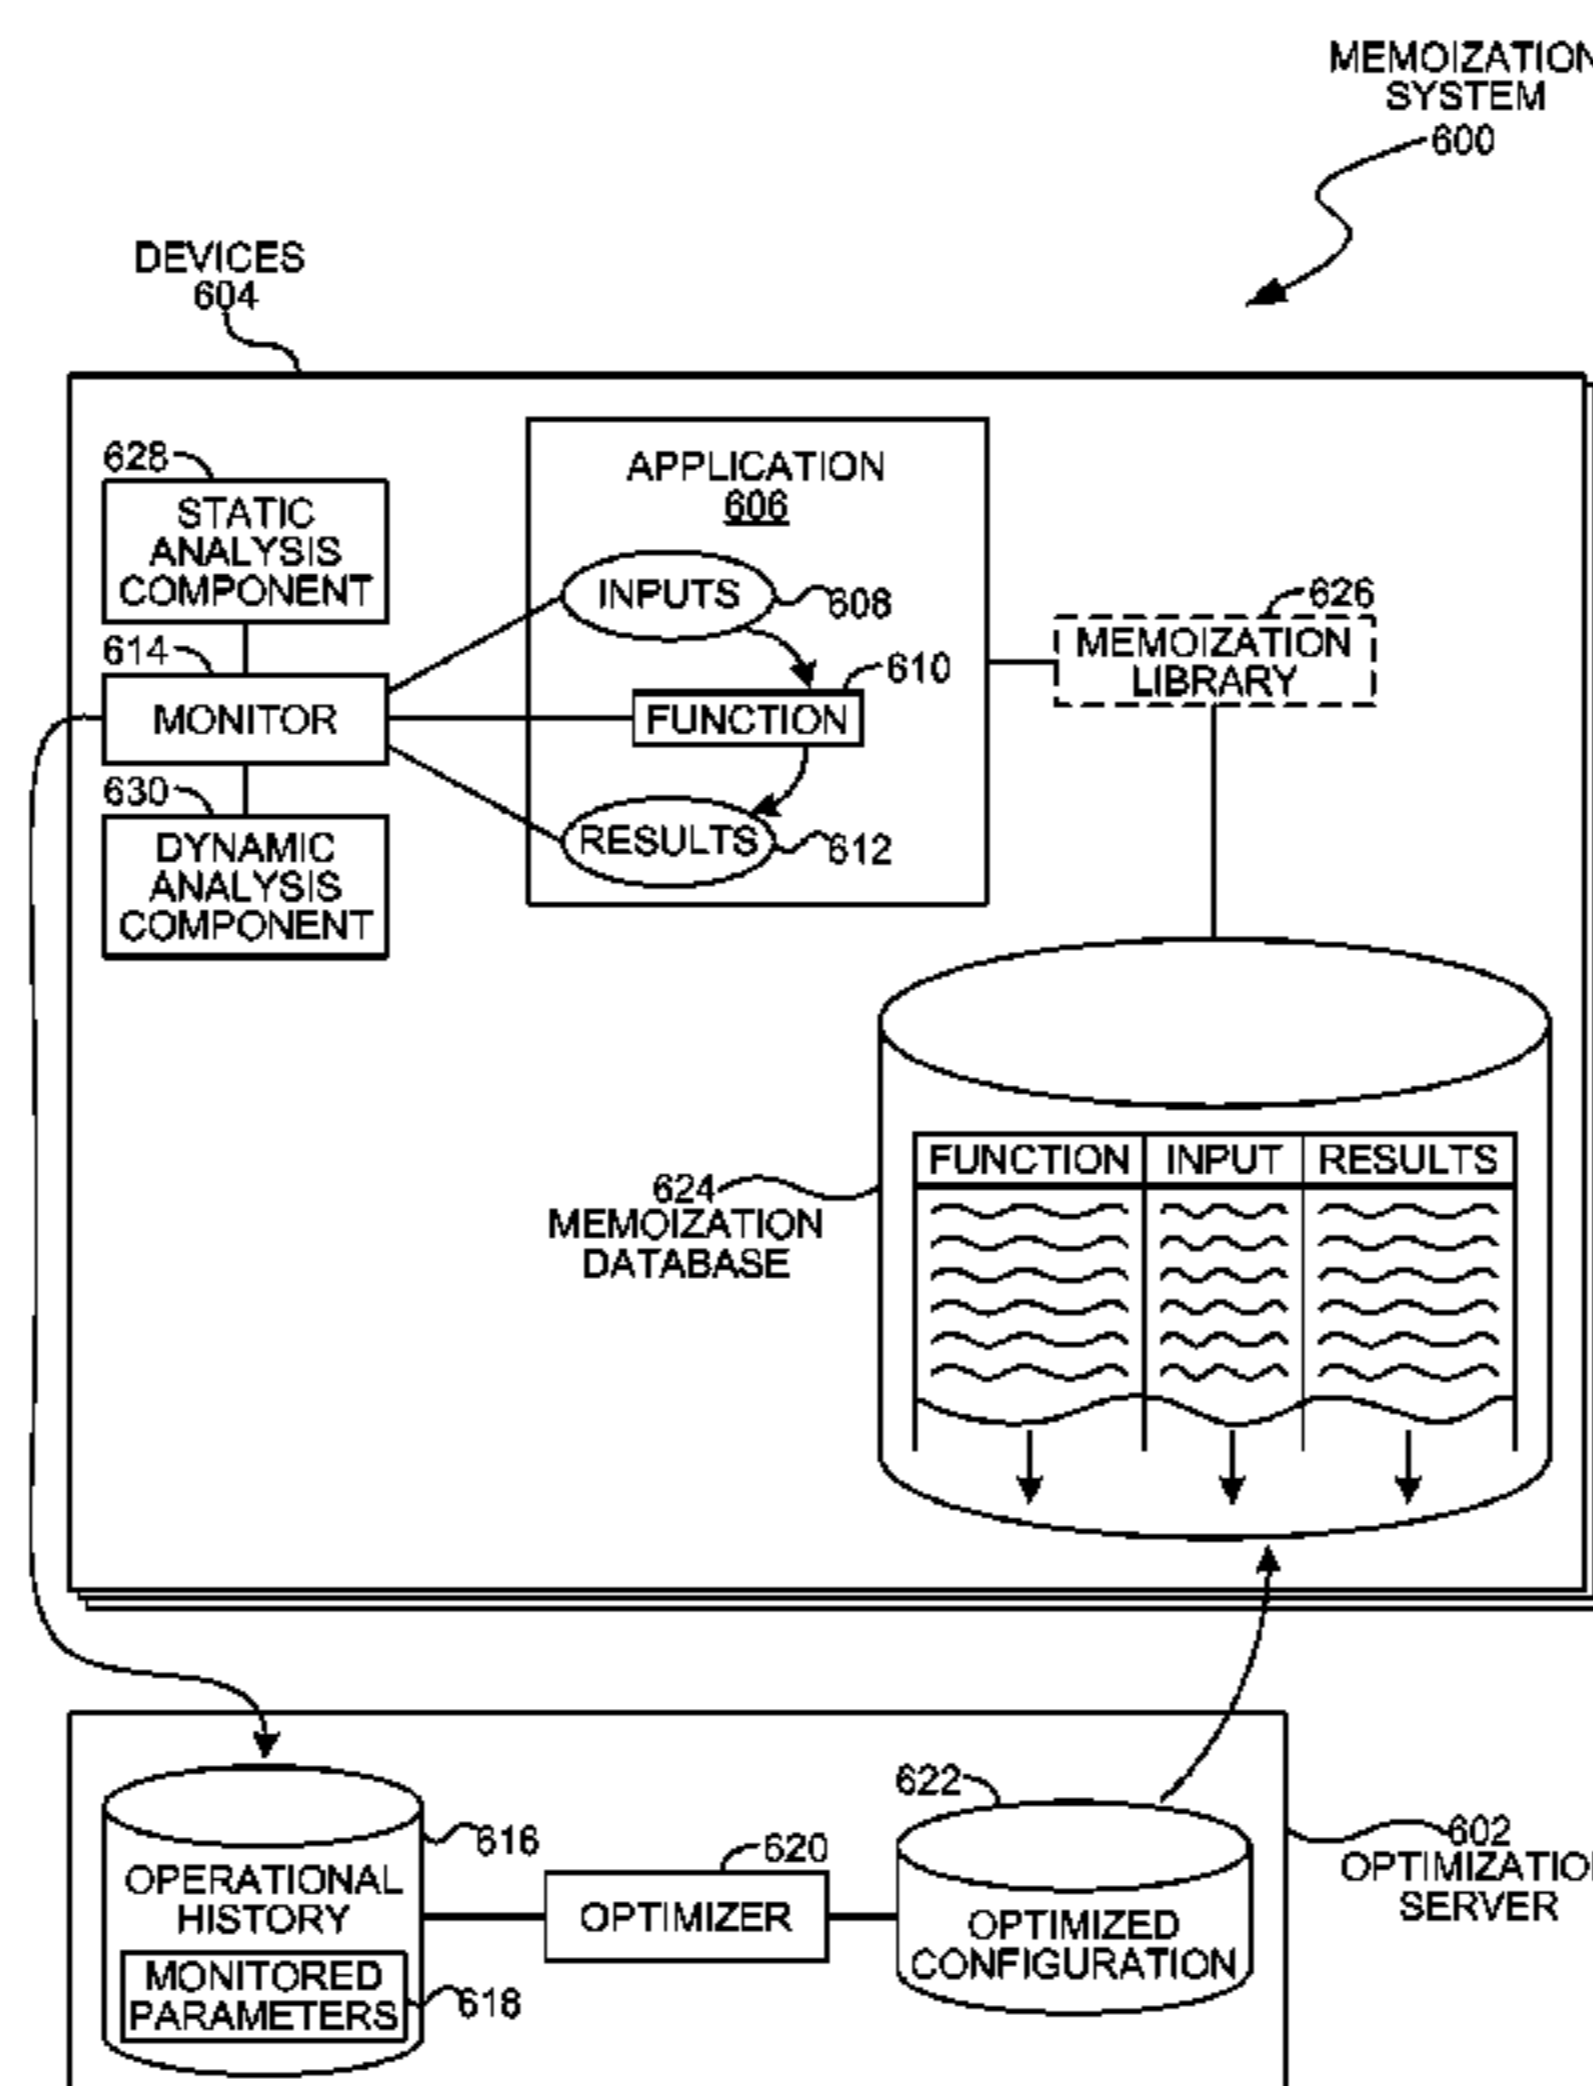 MEMOIZATION
SYSTEM
600
DEVICES
604
628
STATIC
ANALYSIS
COMPONENT
614
MONITOR
630
DYNAMIC
ANALYSIS
COMPONENT
APPLICATION
606
INPUTS
608
610
FUNCTION
RESULTS
612
626
MEMOIZATION
LIBRARY
624
MEMOIZATION
DATABASE
FUNCTION INPUT RESULTS
616
OPERATIONAL
HISTORY
MONITORED
PARAMETERS
618
620
OPTIMIZER
622
OPTIMIZED
CONFIGURATION
602
OPTIMIZATIO
SERVER